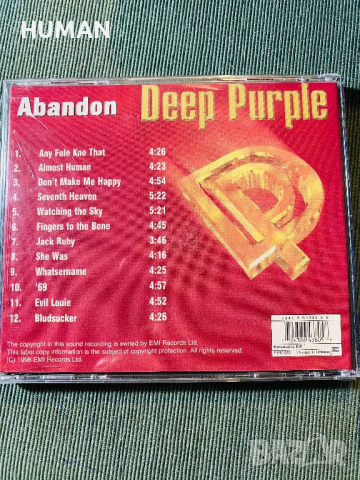 HUMAN
Abandon Deep Purple
1. Any Fule Kno That 4:26
2. Almost Human 4:23
3. Don't Make Me Happy 4:54
4. Seventh Heaven 5:22
5. Watching the Sky 5:21
6. Fingers to the Bone 4:45
7. Jack Ruby 3:46
8. She Was 4:16
9. Whatsername 4:25
10. '69 4:57
11. Evil Louie 4:52
12. Bludsucker 4:26
The copyright in this sound recording is owned by EMI Records Ltd.
This label copy information is the subject of copyright protection. All rights reserved.
(C) 1998 EMI Records Ltd.
BAZAR